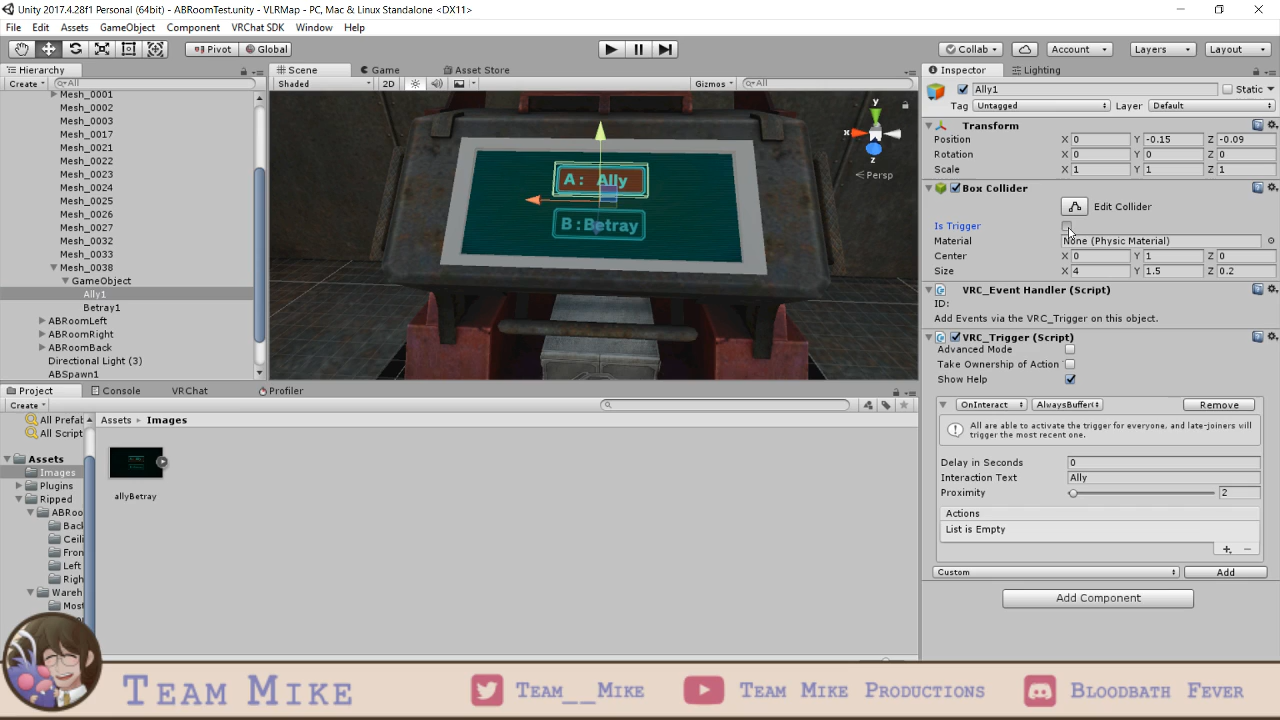 Unity 2017.4.28f1 Personal (64bit) - ABRoomTest.unity - VLRMap - PC, Mac & Linux Standalone <DX11>
File Edit Assets GameObject Component VRChat SDK Window Help
Pivot Global Collab Account Layers Layout
Hierarchy
Create All
Mesh_0001
Mesh_0002
Mesh_0003
Mesh_0017
Mesh_0021
Mesh_0022
Mesh_0023
Mesh_0024
Mesh_0025
Mesh_0026
Mesh_0027
Mesh_0032
Mesh_0033
Mesh_0038
GameObject
Ally1
Betray1
ABRoomLeft
ABRoomRight
ABRoomBack
Directional Light (3)
ABSpawn1
Scene Game Asset Store
Shaded 2D Gizmos All
y
x
z
Persp
A: Ally
B:Betray
Inspector Lighting
Ally1 Static
Tag Untagged Layer Default
Transform
Position X 0 Y -0.15 Z -0.09
Rotation X 0 Y 0 Z 0
Scale X 1 Y 1 Z 1
Box Collider
Edit Collider
Is Trigger
Material None (Physic Material)
Center X 0 Y 1 Z 0
Size X 4 Y 1.5 Z 0.2
VRC_Event Handler (Script)
ID:
Add Events via the VRC_Trigger on this object.
VRC_Trigger (Script)
Advanced Mode
Take Ownership of Action
Show Help
OnInteract AlwaysBuffer Remove
All are able to activate the trigger for everyone, and late-joiners will
trigger the most recent one.
Delay in Seconds 0
Interaction Text Ally
Proximity 2
Actions
List is Empty
Custom Add
Add Component
Project Console VRChat Profiler
Create
All Prefab
All Script
Assets
Images
Plugins
Ripped
ABRoo
Back
Ceili
Fron
Left
Righ
Wareh
Most
Assets Images
allyBetray
Team Mike Team__Mike Team Mike Productions Bloodbath Fever